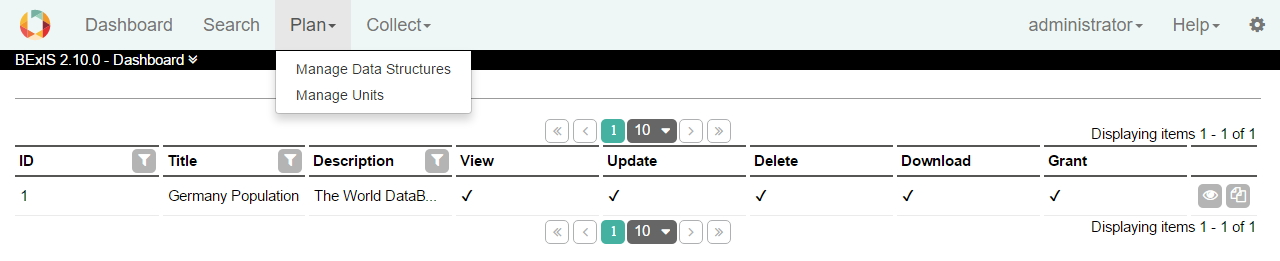 Dashboard Search Plan Collect administrator Help
BExIS 2.10.0 - Dashboard
Manage Data Structures
Manage Units
1 10 Displaying items 1 - 1 of 1
ID Title Description View Update Delete Download Grant
1 Germany Population The World DataB... ✓ ✓ ✓ ✓ ✓
1 10 Displaying items 1 - 1 of 1